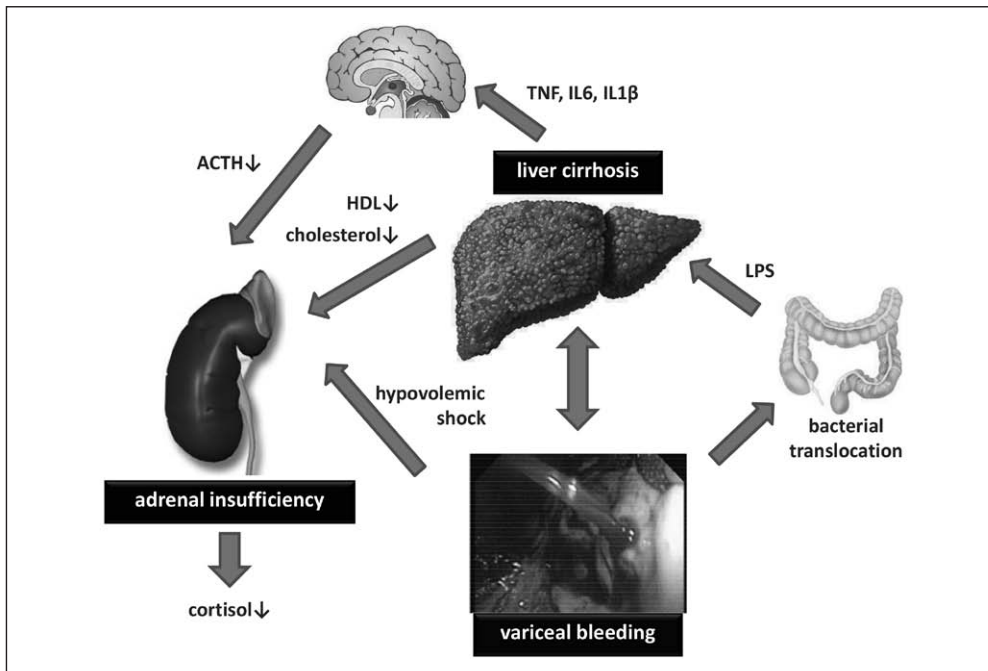 TNF, IL6, IL1β
liver cirrhosis
ACTH↓
HDL↓
cholesterol↓
LPS
hypovolemic
shock
bacterial
translocation
adrenal insufficiency
cortisol↓
variceal bleeding